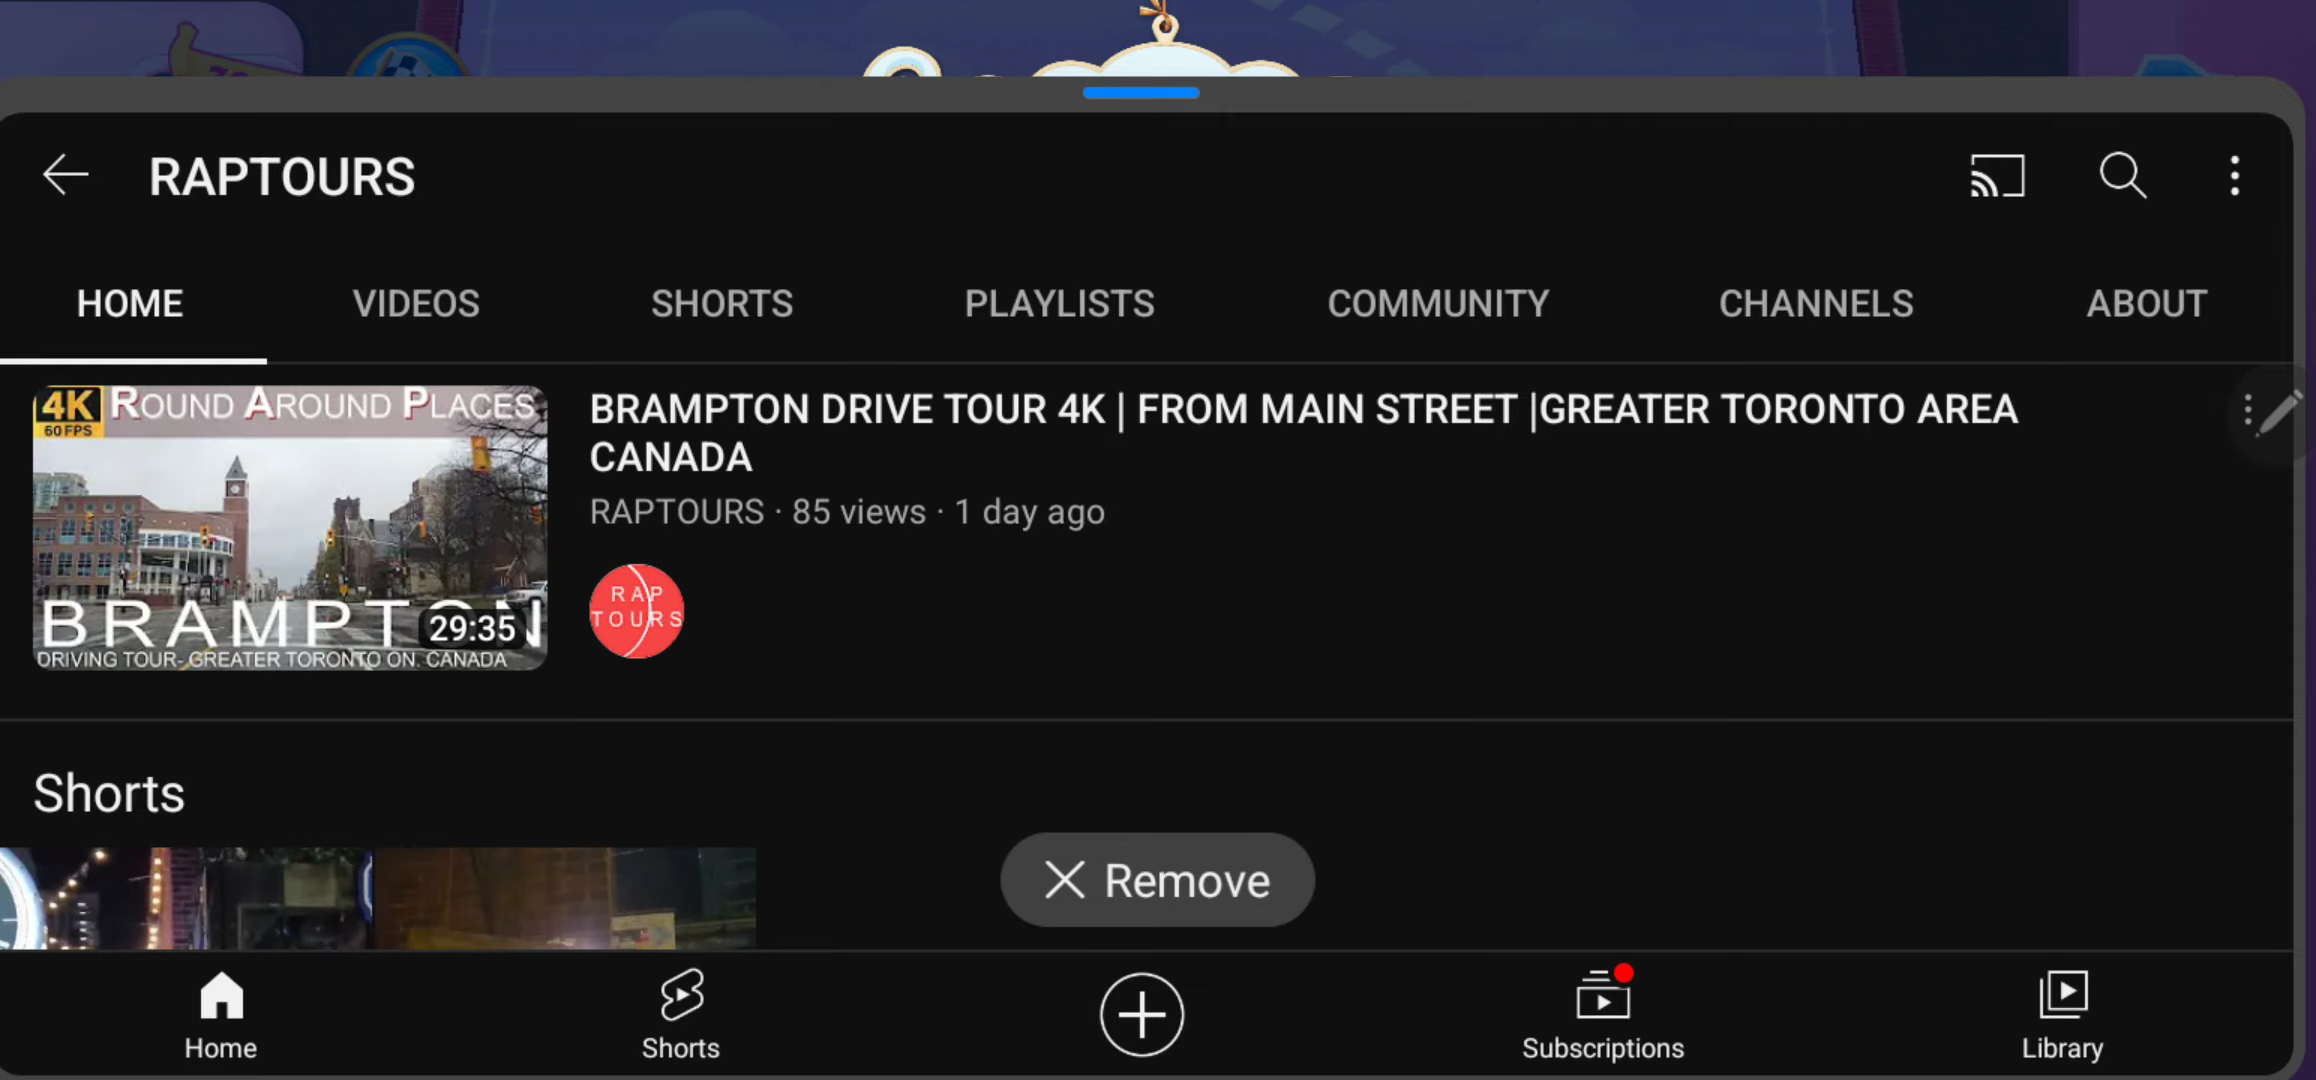 RAPTOURS
HOME
VIDEOS
SHORTS
PLAYLISTS
COMMUNITY
CHANNELS
ABOUT
4K
60 FPS
ROUND AROUND PLACES
BRAMPTON
29:35
DRIVING TOUR- GREATER TORONTO ON. CANADA
BRAMPTON DRIVE TOUR 4K | FROM MAIN STREET |GREATER TORONTO AREA
CANADA
RAPTOURS · 85 views · 1 day ago
RAP
TOURS
Shorts
Remove
Home
Shorts
Subscriptions
Library